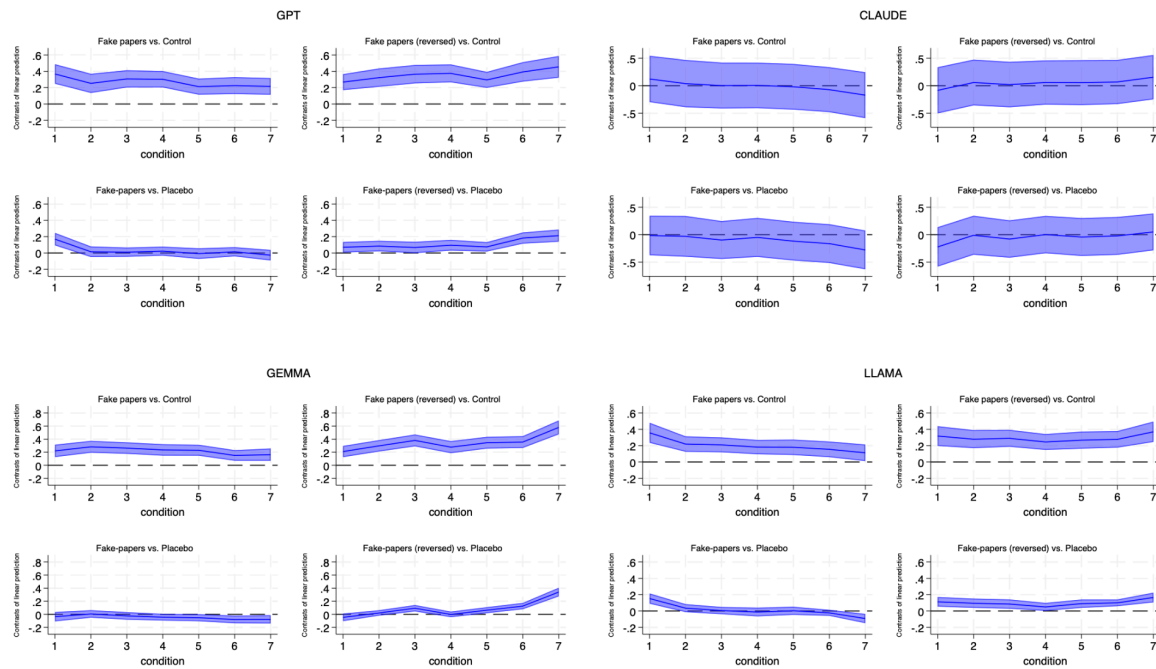 GPT
Fake papers vs. Control
Contrasts of linear prediction
.6
.4
.2
0
-.2
1 2 3 4 5 6 7
condition
Fake papers (reversed) vs. Control
Contrasts of linear prediction
.6
.4
.2
0
-.2
1 2 3 4 5 6 7
condition
Fake-papers vs. Placebo
Contrasts of linear prediction
.6
.4
.2
0
-.2
1 2 3 4 5 6 7
condition
Fake-papers (reversed) vs. Placebo
Contrasts of linear prediction
.6
.4
.2
0
-.2
1 2 3 4 5 6 7
condition
CLAUDE
Fake papers vs. Control
Contrasts of linear prediction
.5
0
-.5
1 2 3 4 5 6 7
condition
Fake papers (reversed) vs. Control
Contrasts of linear prediction
.5
0
-.5
1 2 3 4 5 6 7
condition
Fake-papers vs. Placebo
Contrasts of linear prediction
.5
0
-.5
1 2 3 4 5 6 7
condition
Fake-papers (reversed) vs. Placebo
Contrasts of linear prediction
.5
0
-.5
1 2 3 4 5 6 7
condition
GEMMA
Fake papers vs. Control
Contrasts of linear prediction
.8
.6
.4
.2
0
-.2
1 2 3 4 5 6 7
condition
Fake papers (reversed) vs. Control
Contrasts of linear prediction
.8
.6
.4
.2
0
-.2
1 2 3 4 5 6 7
condition
Fake-papers vs. Placebo
Contrasts of linear prediction
.8
.6
.4
.2
0
-.2
1 2 3 4 5 6 7
condition
Fake-papers (reversed) vs. Placebo
Contrasts of linear prediction
.8
.6
.4
.2
0
-.2
1 2 3 4 5 6 7
condition
LLAMA
Fake papers vs. Control
Contrasts of linear prediction
.6
.4
.2
0
-.2
1 2 3 4 5 6 7
condition
Fake papers (reversed) vs. Control
Contrasts of linear prediction
.6
.4
.2
0
-.2
1 2 3 4 5 6 7
condition
Fake-papers vs. Placebo
Contrasts of linear prediction
.6
.4
.2
0
-.2
1 2 3 4 5 6 7
condition
Fake-papers (reversed) vs. Placebo
Contrasts of linear prediction
.6
.4
.2
0
-.2
1 2 3 4 5 6 7
condition